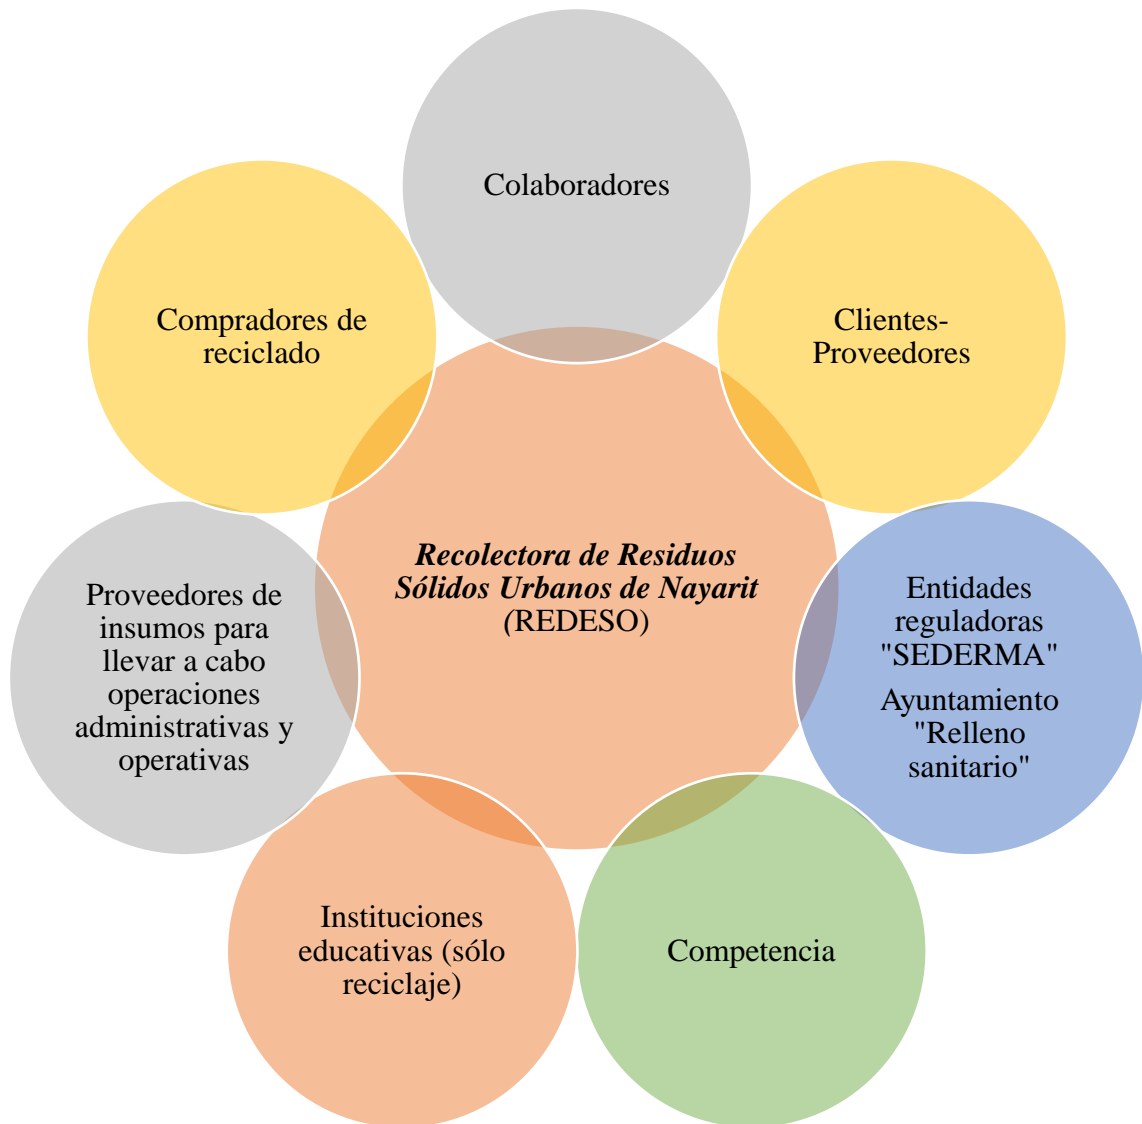 Colaboradores
Compradores de
reciclado
Clientes-
Proveedores
Recolectora de Residuos
Sólidos Urbanos de Nayarit
(REDESO)
Proveedores de
insumos para
llevar a cabo
operaciones
administrativas y
operativas
Entidades
reguladoras
"SEDERMA"
Ayuntamiento
"Relleno
sanitario"
Instituciones
educativas (sólo
reciclaje)
Competencia